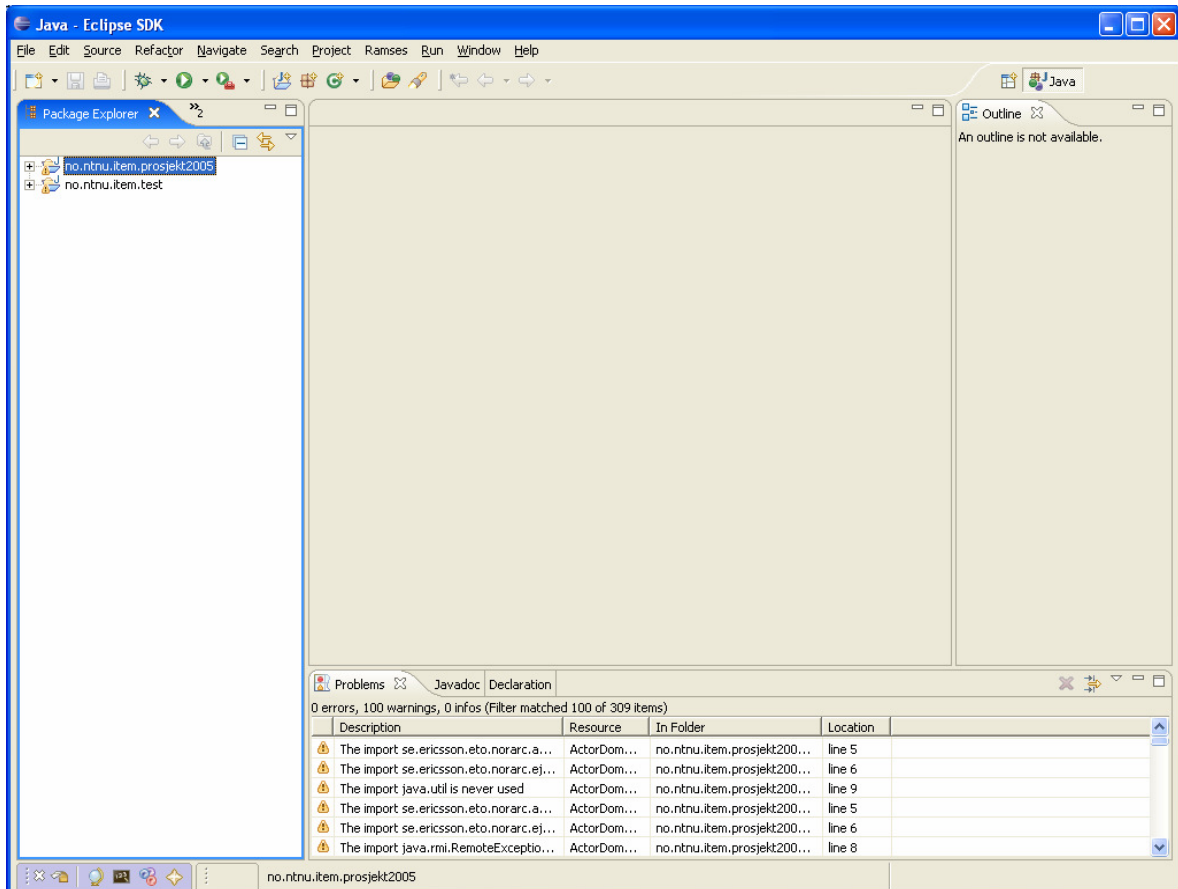 Java - Eclipse SDK
File Edit Source Refactor Navigate Search Project Ramses Run Window Help
Java
Package Explorer
2
Outline
An outline is not available.
no.ntnu.item.prosjekt2005
no.ntnu.item.test
Problems Javadoc Declaration
0 errors, 100 warnings, 0 infos (Filter matched 100 of 309 items)
Description Resource In Folder Location
The import se.ericsson.eto.norarc.a... ActorDom... no.ntnu.item.prosjekt200... line 5
The import se.ericsson.eto.norarc.ej... ActorDom... no.ntnu.item.prosjekt200... line 6
The import java.util is never used ActorDom... no.ntnu.item.prosjekt200... line 9
The import se.ericsson.eto.norarc.a... ActorDom... no.ntnu.item.prosjekt200... line 5
The import se.ericsson.eto.norarc.ej... ActorDom... no.ntnu.item.prosjekt200... line 6
The import java.rmi.RemoteExceptio... ActorDom... no.ntnu.item.prosjekt200... line 8
no.ntnu.item.prosjekt2005